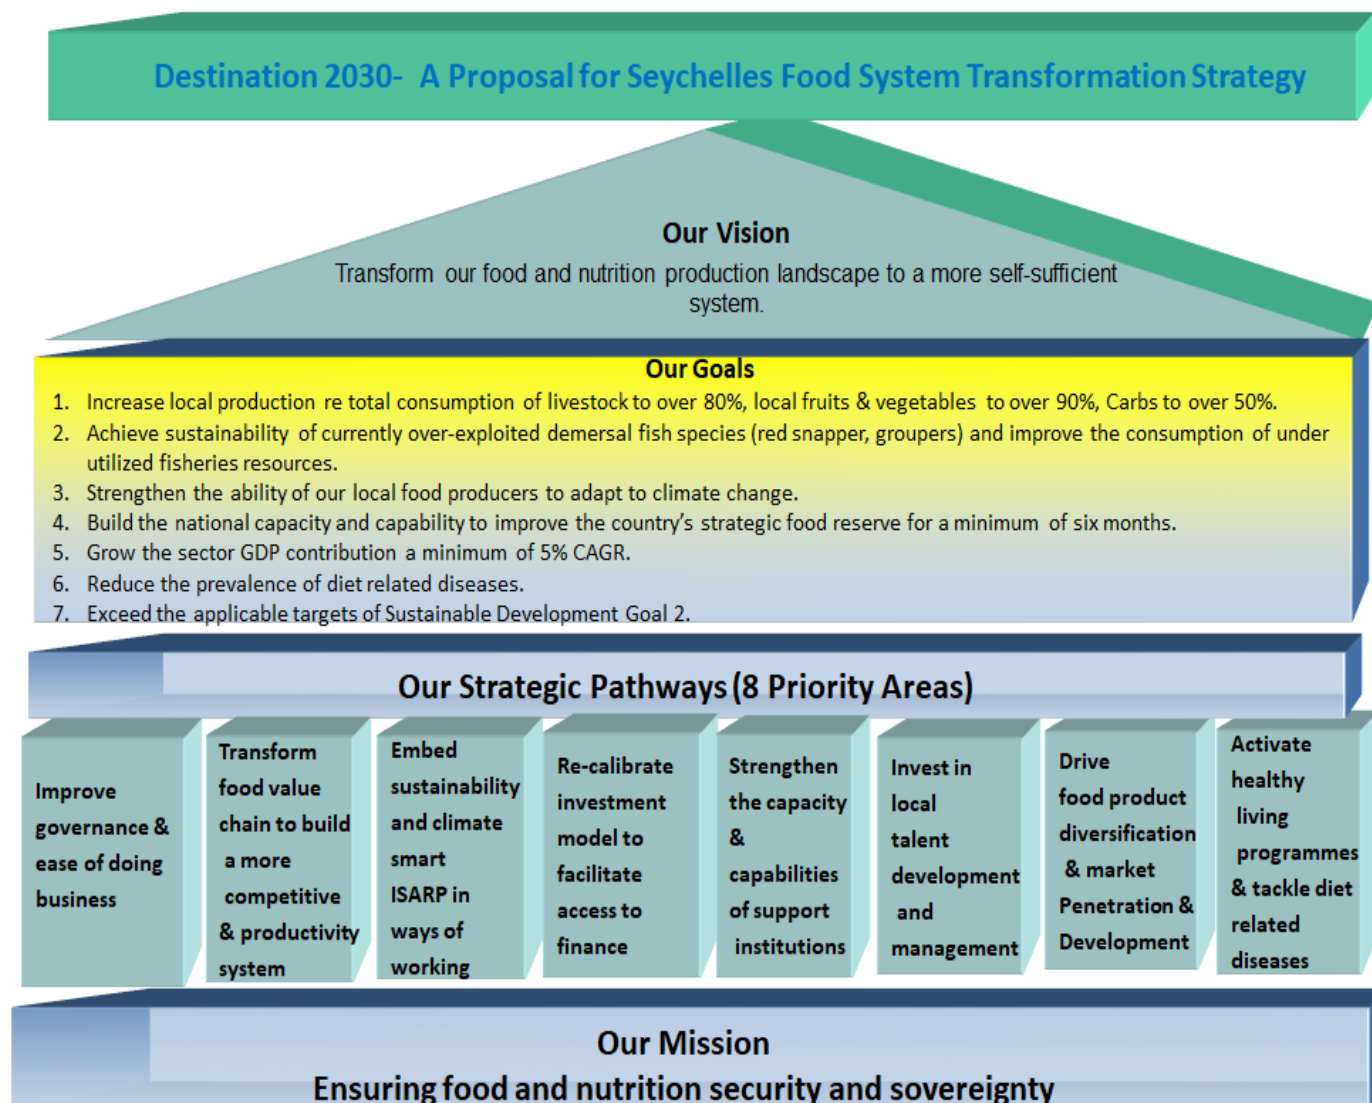 Destination 2030- A Proposal for Seychelles Food System Transformation Strategy
Our Vision
Transform our food and nutrition production landscape to a more self-sufficient
system.
Our Goals
1. Increase local production re total consumption of livestock to over 80%, local fruits & vegetables to over 90%, Carbs to over 50%.
2. Achieve sustainability of currently over-exploited demersal fish species (red snapper, groupers) and improve the consumption of under
utilized fisheries resources.
3. Strengthen the ability of our local food producers to adapt to climate change.
4. Build the national capacity and capability to improve the country's strategic food reserve for a minimum of six months.
5. Grow the sector GDP contribution a minimum of 5% CAGR.
6. Reduce the prevalence of diet related diseases.
7. Exceed the applicable targets of Sustainable Development Goal 2.
Our Strategic Pathways (8 Priority Areas)
Improve
governance &
ease of doing
business
Transform
food value
chain to build
a more
competitive
& productivity
system
Embed
sustainability
and climate
smart
ISARP in
ways of
working
Re-calibrate
investment
model to
facilitate
access to
finance
Strengthen
the capacity
&
capabilities
of support
institutions
Invest in
local
talent
development
and
management
Drive
food product
diversification
& market
Penetration &
Development
Activate
healthy
living
programmes
& tackle diet
related
diseases
Our Mission
Ensuring food and nutrition security and sovereignty